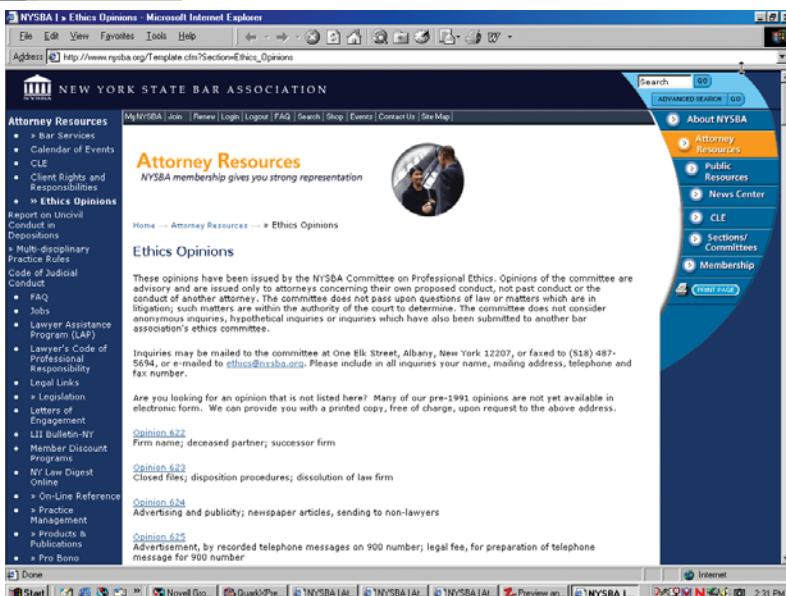 NYSBA | » Ethics Opinions - Microsoft Internet Explorer
File Edit View Favorites Tools Help
Address http://www.nysba.org/Template.cfm?Section=Ethics_Opinions
NYSBA
NEW YORK STATE BAR ASSOCIATION
Search GO
ADVANCED SEARCH GO
MyNYSBA | Join | Renew | Login | Logout | FAQ | Search | Shop | Events | Contact Us | Site Map |
Attorney Resources
» Bar Services
Calendar of Events
CLE
Client Rights and
Responsibilities
» Ethics Opinions
Report on Uncivil
Conduct in
Depositions
» Multi-disciplinary
Practice Rules
Code of Judicial
Conduct
FAQ
Jobs
Lawyer Assistance
Program (LAP)
Lawyer's Code of
Professional
Responsibility
Legal Links
» Legislation
Letters of
Engagement
LII Bulletin-NY
Member Discount
Programs
NY Law Digest
Online
» On-Line Reference
» Practice
Management
» Products &
Publications
» Pro Bono
Attorney Resources
NYSBA membership gives you strong representation
Home → Attorney Resources → » Ethics Opinions
Ethics Opinions
These opinions have been issued by the NYSBA Committee on Professional Ethics. Opinions of the committee are
advisory and are issued only to attorneys concerning their own proposed conduct, not past conduct or the
conduct of another attorney. The committee does not pass upon questions of law or matters which are in
litigation; such matters are within the authority of the court to determine. The committee does not consider
anonymous inquiries, hypothetical inquiries or inquiries which have also been submitted to another bar
association's ethics committee.
Inquiries may be mailed to the committee at One Elk Street, Albany, New York 12207, or faxed to (518) 487-
5694, or e-mailed to ethics@nysba.org. Please include in all inquiries your name, mailing address, telephone and
fax number.
Are you looking for an opinion that is not listed here? Many of our pre-1991 opinions are not yet available in
electronic form. We can provide you with a printed copy, free of charge, upon request to the above address.
Opinion 622
Firm name; deceased partner; successor firm
Opinion 623
Closed files; disposition procedures; dissolution of law firm
Opinion 624
Advertising and publicity; newspaper articles, sending to non-lawyers
Opinion 625
Advertisement, by recorded telephone messages on 900 number; legal fee, for preparation of telephone
message for 900 number
About NYSBA
Attorney
Resources
Public
Resources
News Center
CLE
Sections/
Committees
Membership
PRINT PAGE
Done
Internet
Start » Novell Gro... QuarkXPre... NYSBA | At... NYSBA | At... NYSBA | At... Preview an... NYSBA | ... 2:31 PM